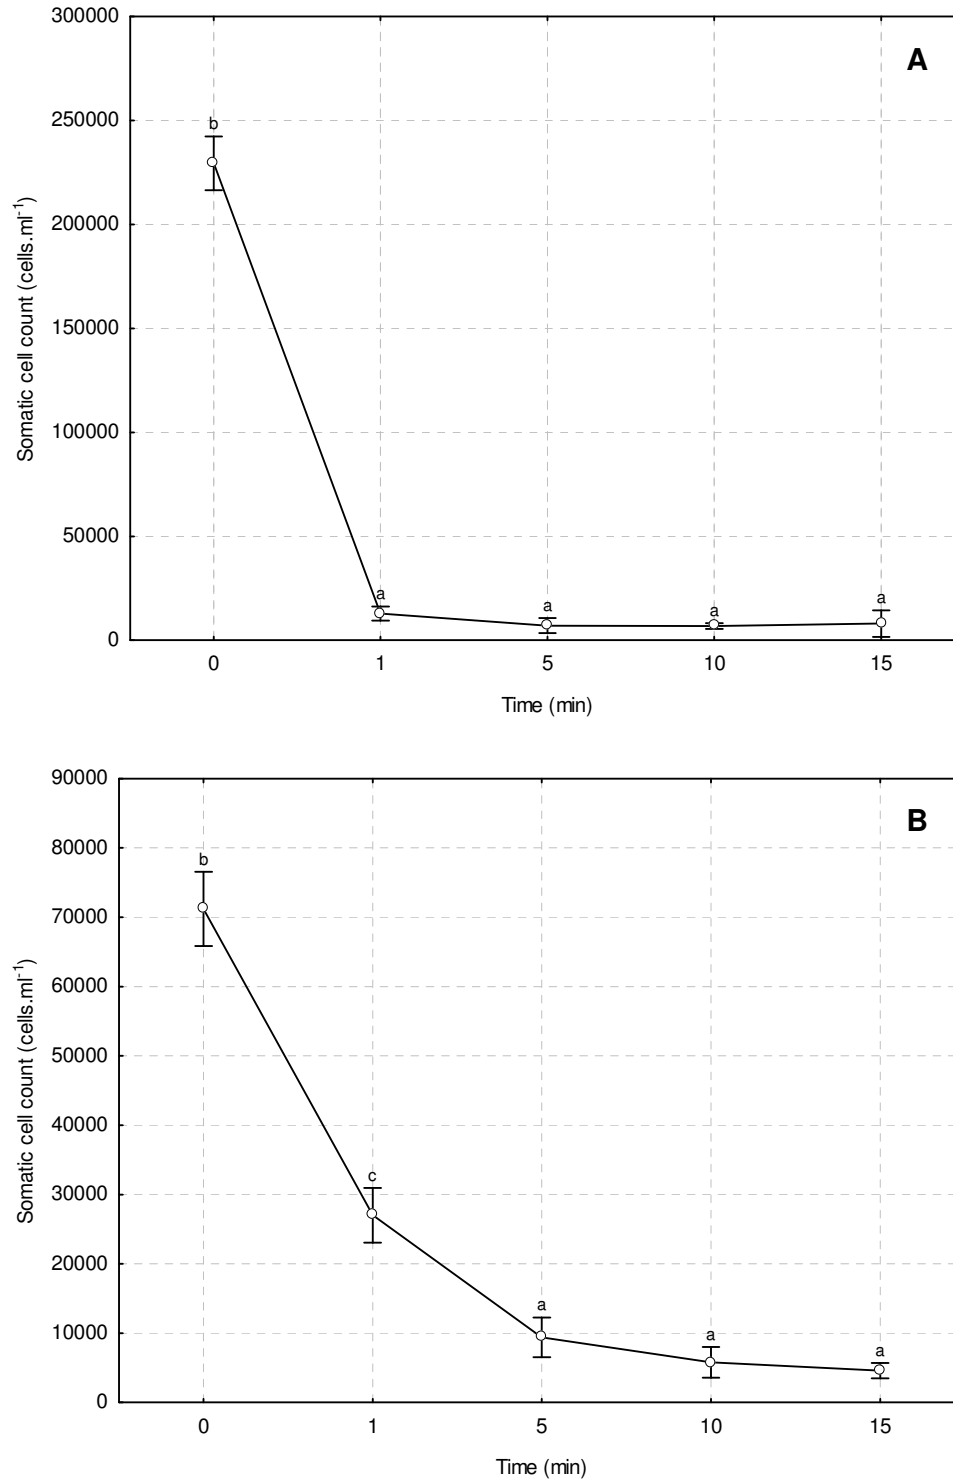 300000
A
250000
b
200000
150000
100000
50000
a
a
a
a
0
0 1 5 10 15
Somatic cell count (cells.ml-1)
Time (min)
90000
B
80000
b
70000
60000
50000
40000
c
30000
20000
a
10000
a
a
0
0 1 5 10 15
Somatic cell count (cells.ml-1)
Time (min)